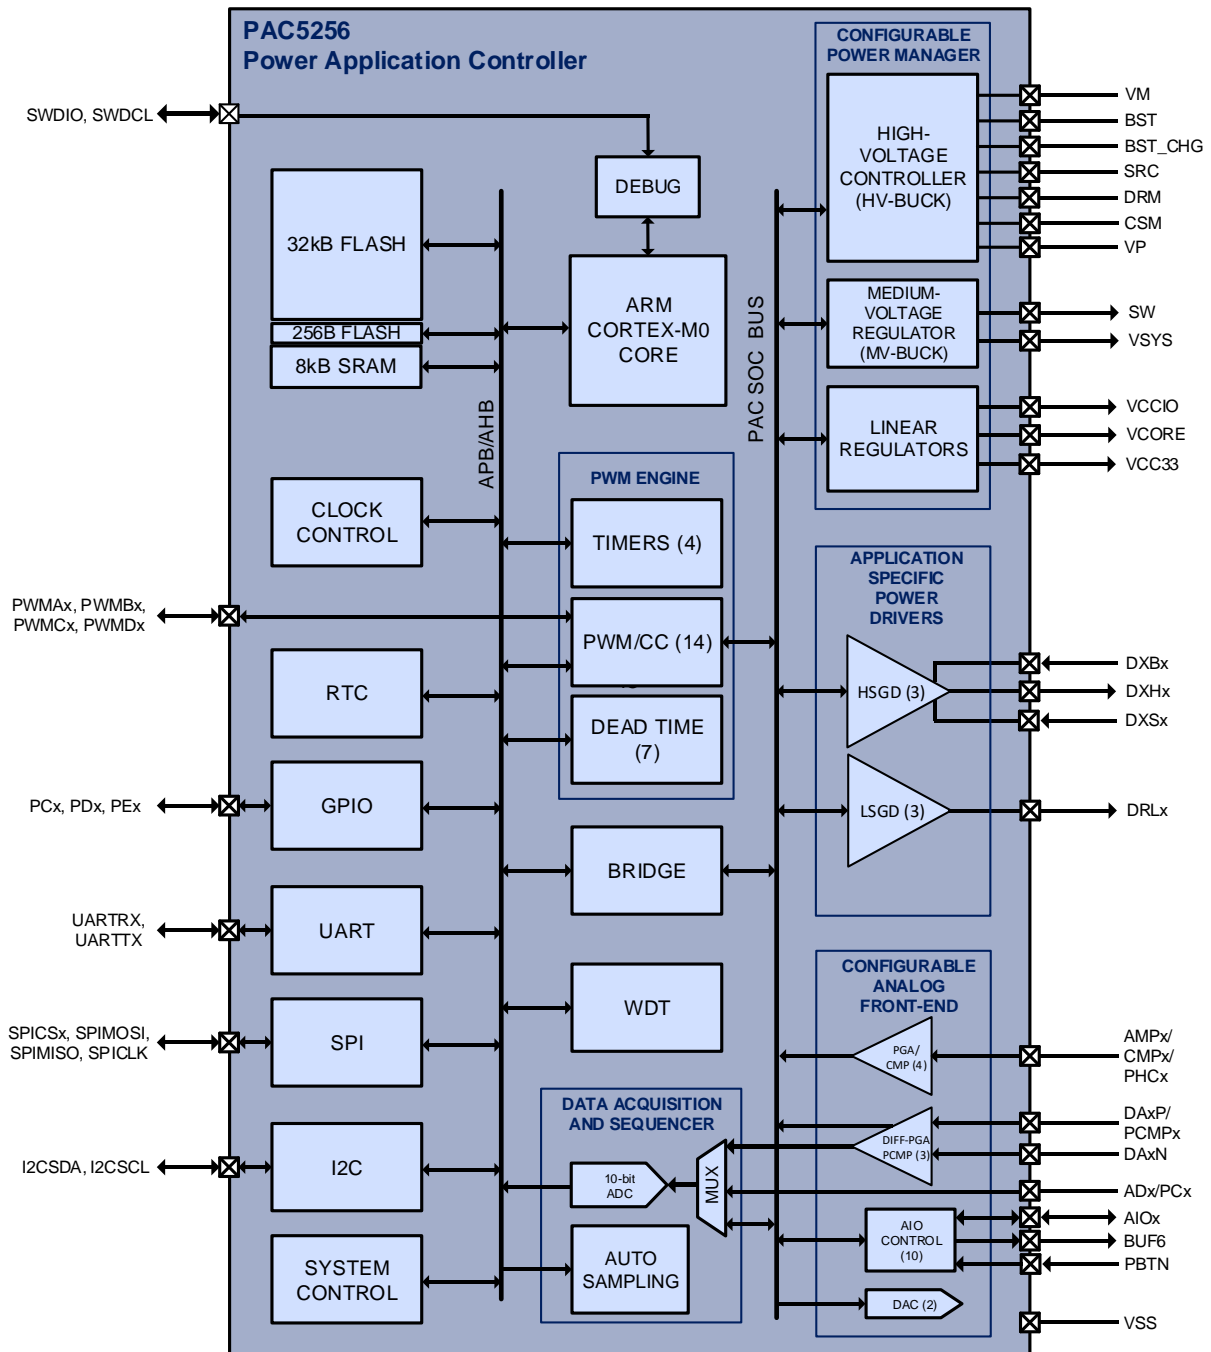 PAC5256
Power Application Controller
SWDIO, SWDCL
32kB FLASH
256B FLASH
8kB SRAM
CLOCK
CONTROL
PWMAx, PWMBx,
PWMCx, PWMDx
RTC
PCx, PDx, PEx
GPIO
UARTRX,
UARTTX
UART
SPICSx, SPIMOSI,
SPIMISO, SPICLK
SPI
I2CSDA, I2CSCL
I2C
SYSTEM
CONTROL
APB/AHB
DEBUG
ARM
CORTEX-M0
CORE
PWM ENGINE
TIMERS (4)
PWM/CC (14)
DEAD TIME
(7)
BRIDGE
WDT
DATA ACQUISITION
AND SEQUENCER
10-bit
ADC
MUX
AUTO
SAMPLING
PAC SOC BUS
CONFIGURABLE
POWER MANAGER
HIGH-
VOLTAGE
CONTROLLER
(HV-BUCK)
VM
BST
BST_CHG
SRC
DRM
CSM
VP
MEDIUM-
VOLTAGE
REGULATOR
(MV-BUCK)
SW
VSYS
LINEAR
REGULATORS
VCCIO
VCORE
VCC33
APPLICATION
SPECIFIC
POWER
DRIVERS
HSGD (3)
DXBx
DXHx
DXSx
LSGD (3)
DRLx
CONFIGURABLE
ANALOG
FRONT-END
PGA/
CMP (4)
AMPx/
CMPx/
PHCx
DIFF-PGA
PCMP (3)
DAxP/
PCMPx
DAxN
ADx/PCx
AIO
CONTROL
(10)
AIOx
BUF6
PBTN
DAC (2)
VSS